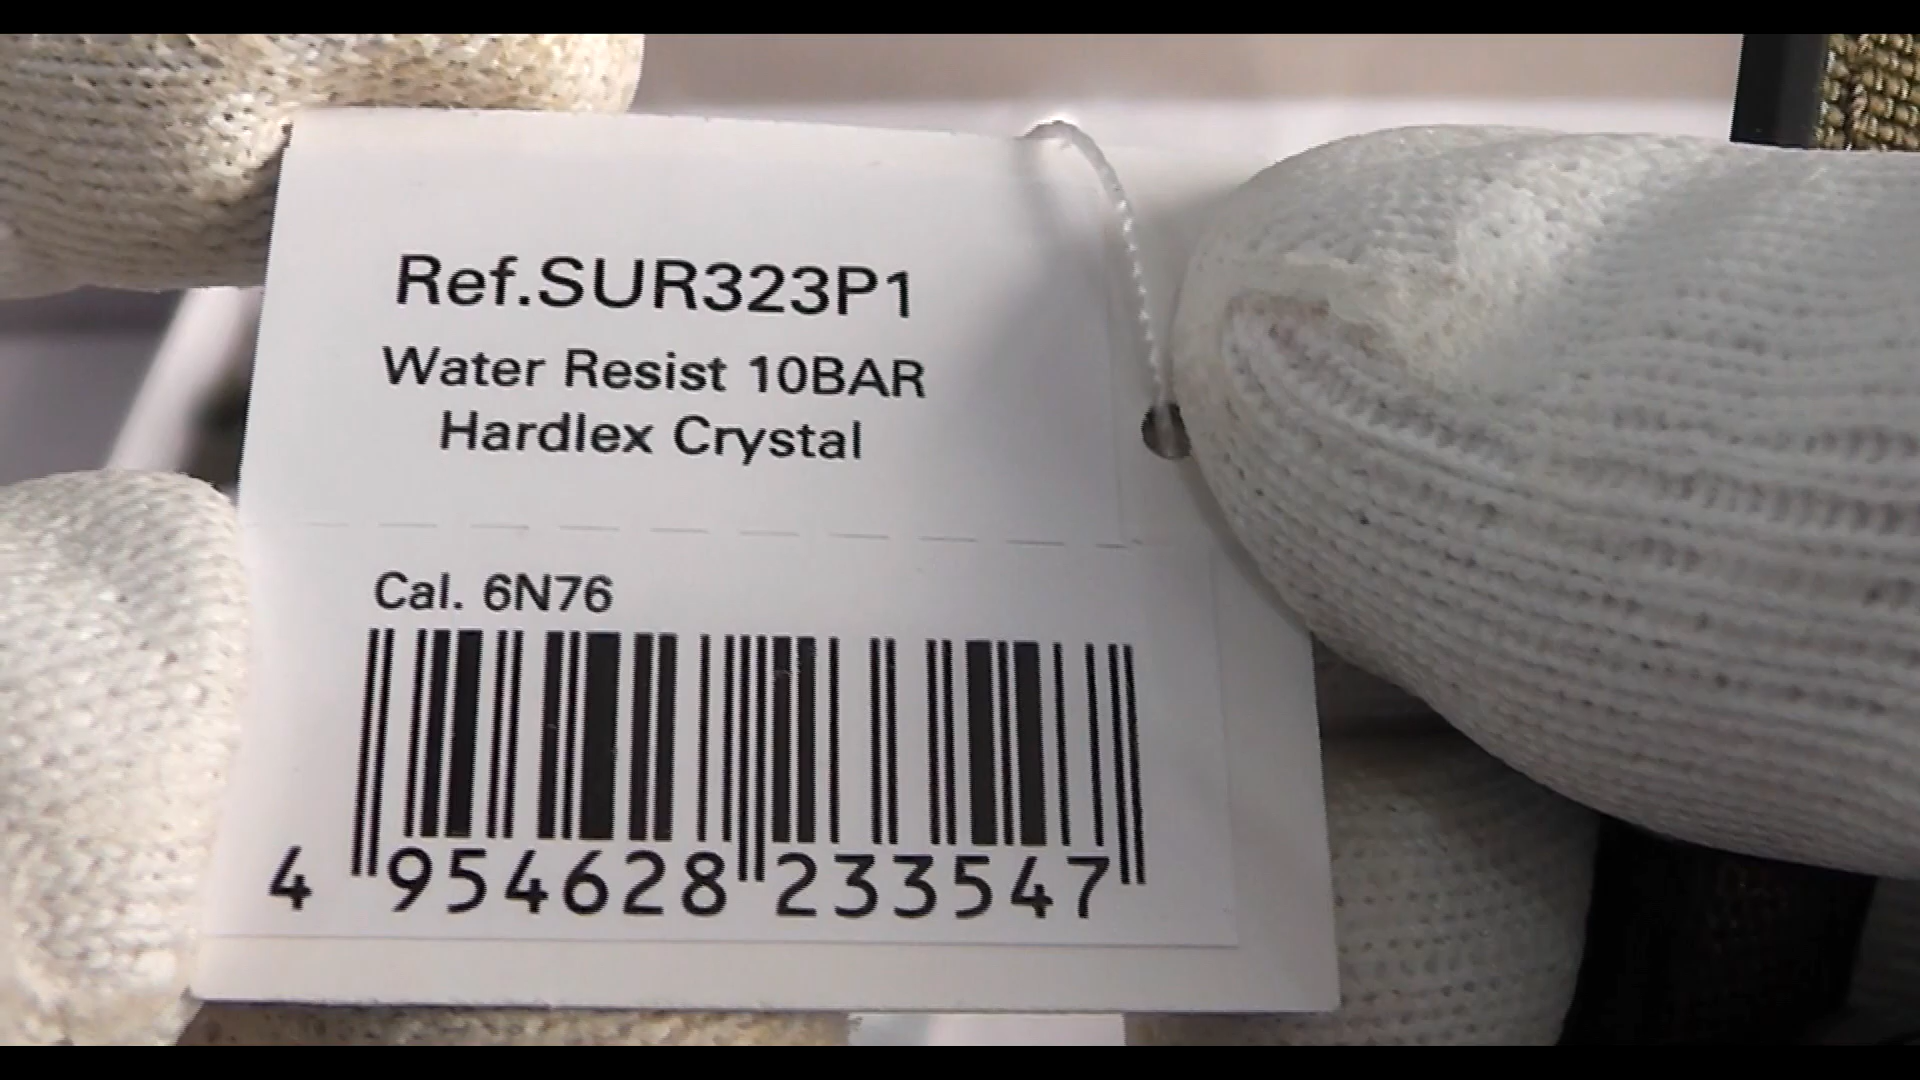 Ref.SUR323P1
Water Resist 10BAR
Hardlex Crystal
Cal. 6N76
4 954628 233547